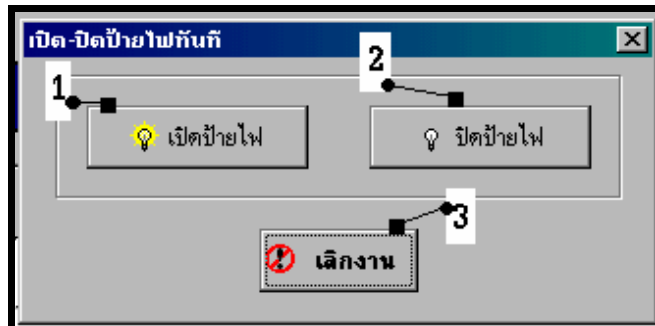 เปิด-ปิดป้ายไฟทันที
1
2
เปิดป้ายไฟ
ปิดป้ายไฟ
3
เลิกงาน